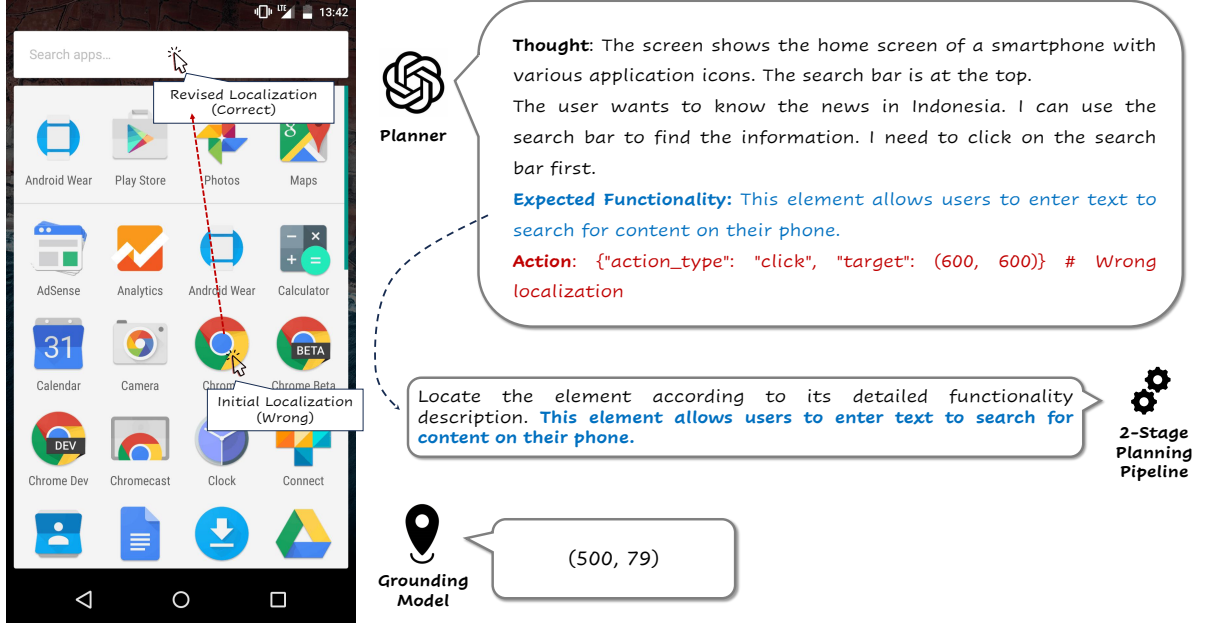 LTE 13:42
Search apps...
Revised Localization
(Correct)
8
Android Wear Play Store Photos Maps
AdSense Analytics Android Wear Calculator
31
BETA
Calendar Camera Chrome Beta
Initial Localization
(Wrong)
DEV
Chrome Dev Chromecast Clock Connect
Planner
Thought: The screen shows the home screen of a smartphone with
various application icons. The search bar is at the top.
The user wants to know the news in Indonesia. I can use the
search bar to find the information. I need to click on the search
bar first.
Expected Functionality: This element allows users to enter text to
search for content on their phone.
Action: {"action_type": "click", "target": (600, 600)} # Wrong
localization
Locate the element according to its detailed functionality
description. This element allows users to enter text to search for
content on their phone.
2-Stage
Planning
Pipeline
Grounding
Model
(500, 79)